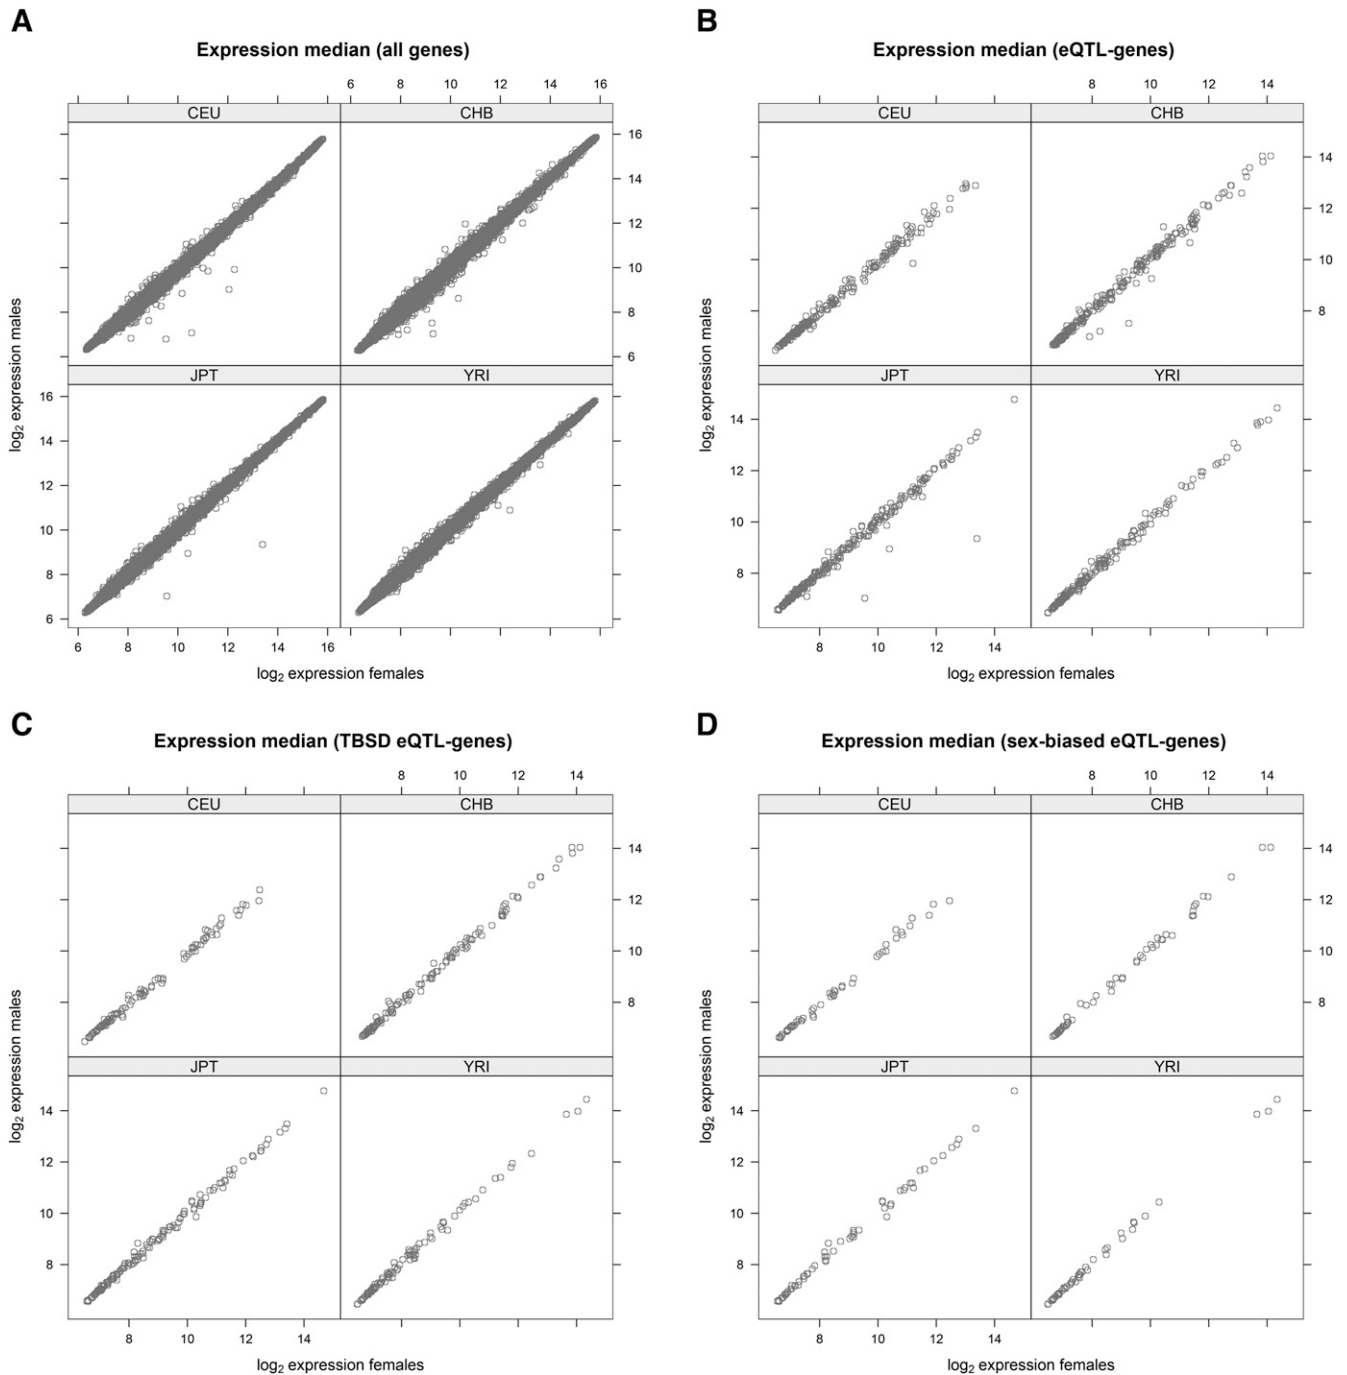 A
Expression median (all genes)
6 8 10 12 14 16
CEU CHB
16
14
12
10
8
6
JPT YRI
16
14
12
10
8
6
6 8 10 12 14 16
log2 expression males
log2 expression females
B
Expression median (eQTL-genes)
8 10 12 14
CEU CHB
14
12
10
8
JPT YRI
14
12
10
8
8 10 12 14
log2 expression males
log2 expression females
C
Expression median (TBSD eQTL-genes)
8 10 12 14
CEU CHB
14
12
10
8
JPT YRI
14
12
10
8
8 10 12 14
log2 expression males
log2 expression females
D
Expression median (sex-biased eQTL-genes)
8 10 12 14
CEU CHB
14
12
10
8
JPT YRI
14
12
10
8
8 10 12 14
log2 expression males
log2 expression females